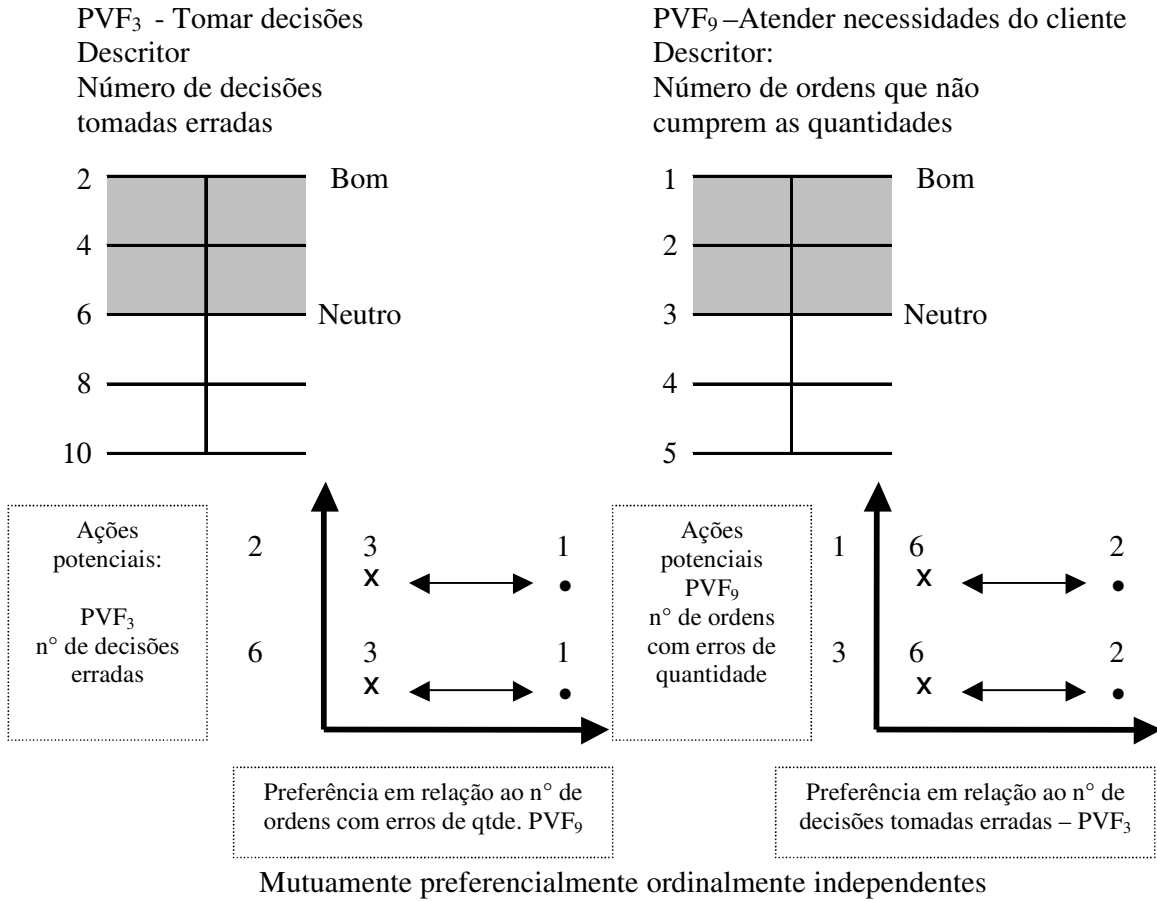 PVF₃ - Tomar decisões
Descritor
Número de decisões
tomadas erradas
PVF₉ –Atender necessidades do cliente
Descritor:
Número de ordens que não
cumprem as quantidades
2 Bom
4
6 Neutro
8
10
1 Bom
2
3 Neutro
4
5
Ações
potenciais:
PVF₃
n° de decisões
erradas
2 3 1
x •
6 3 1
x •
Preferência em relação ao n° de
ordens com erros de qtde. PVF₉
Ações
potenciais
PVF₉
n° de ordens
com erros de
quantidade
1 6 2
x •
3 6 2
x •
Preferência em relação ao n° de
decisões tomadas erradas – PVF₃
Mutuamente preferencialmente ordinalmente independentes